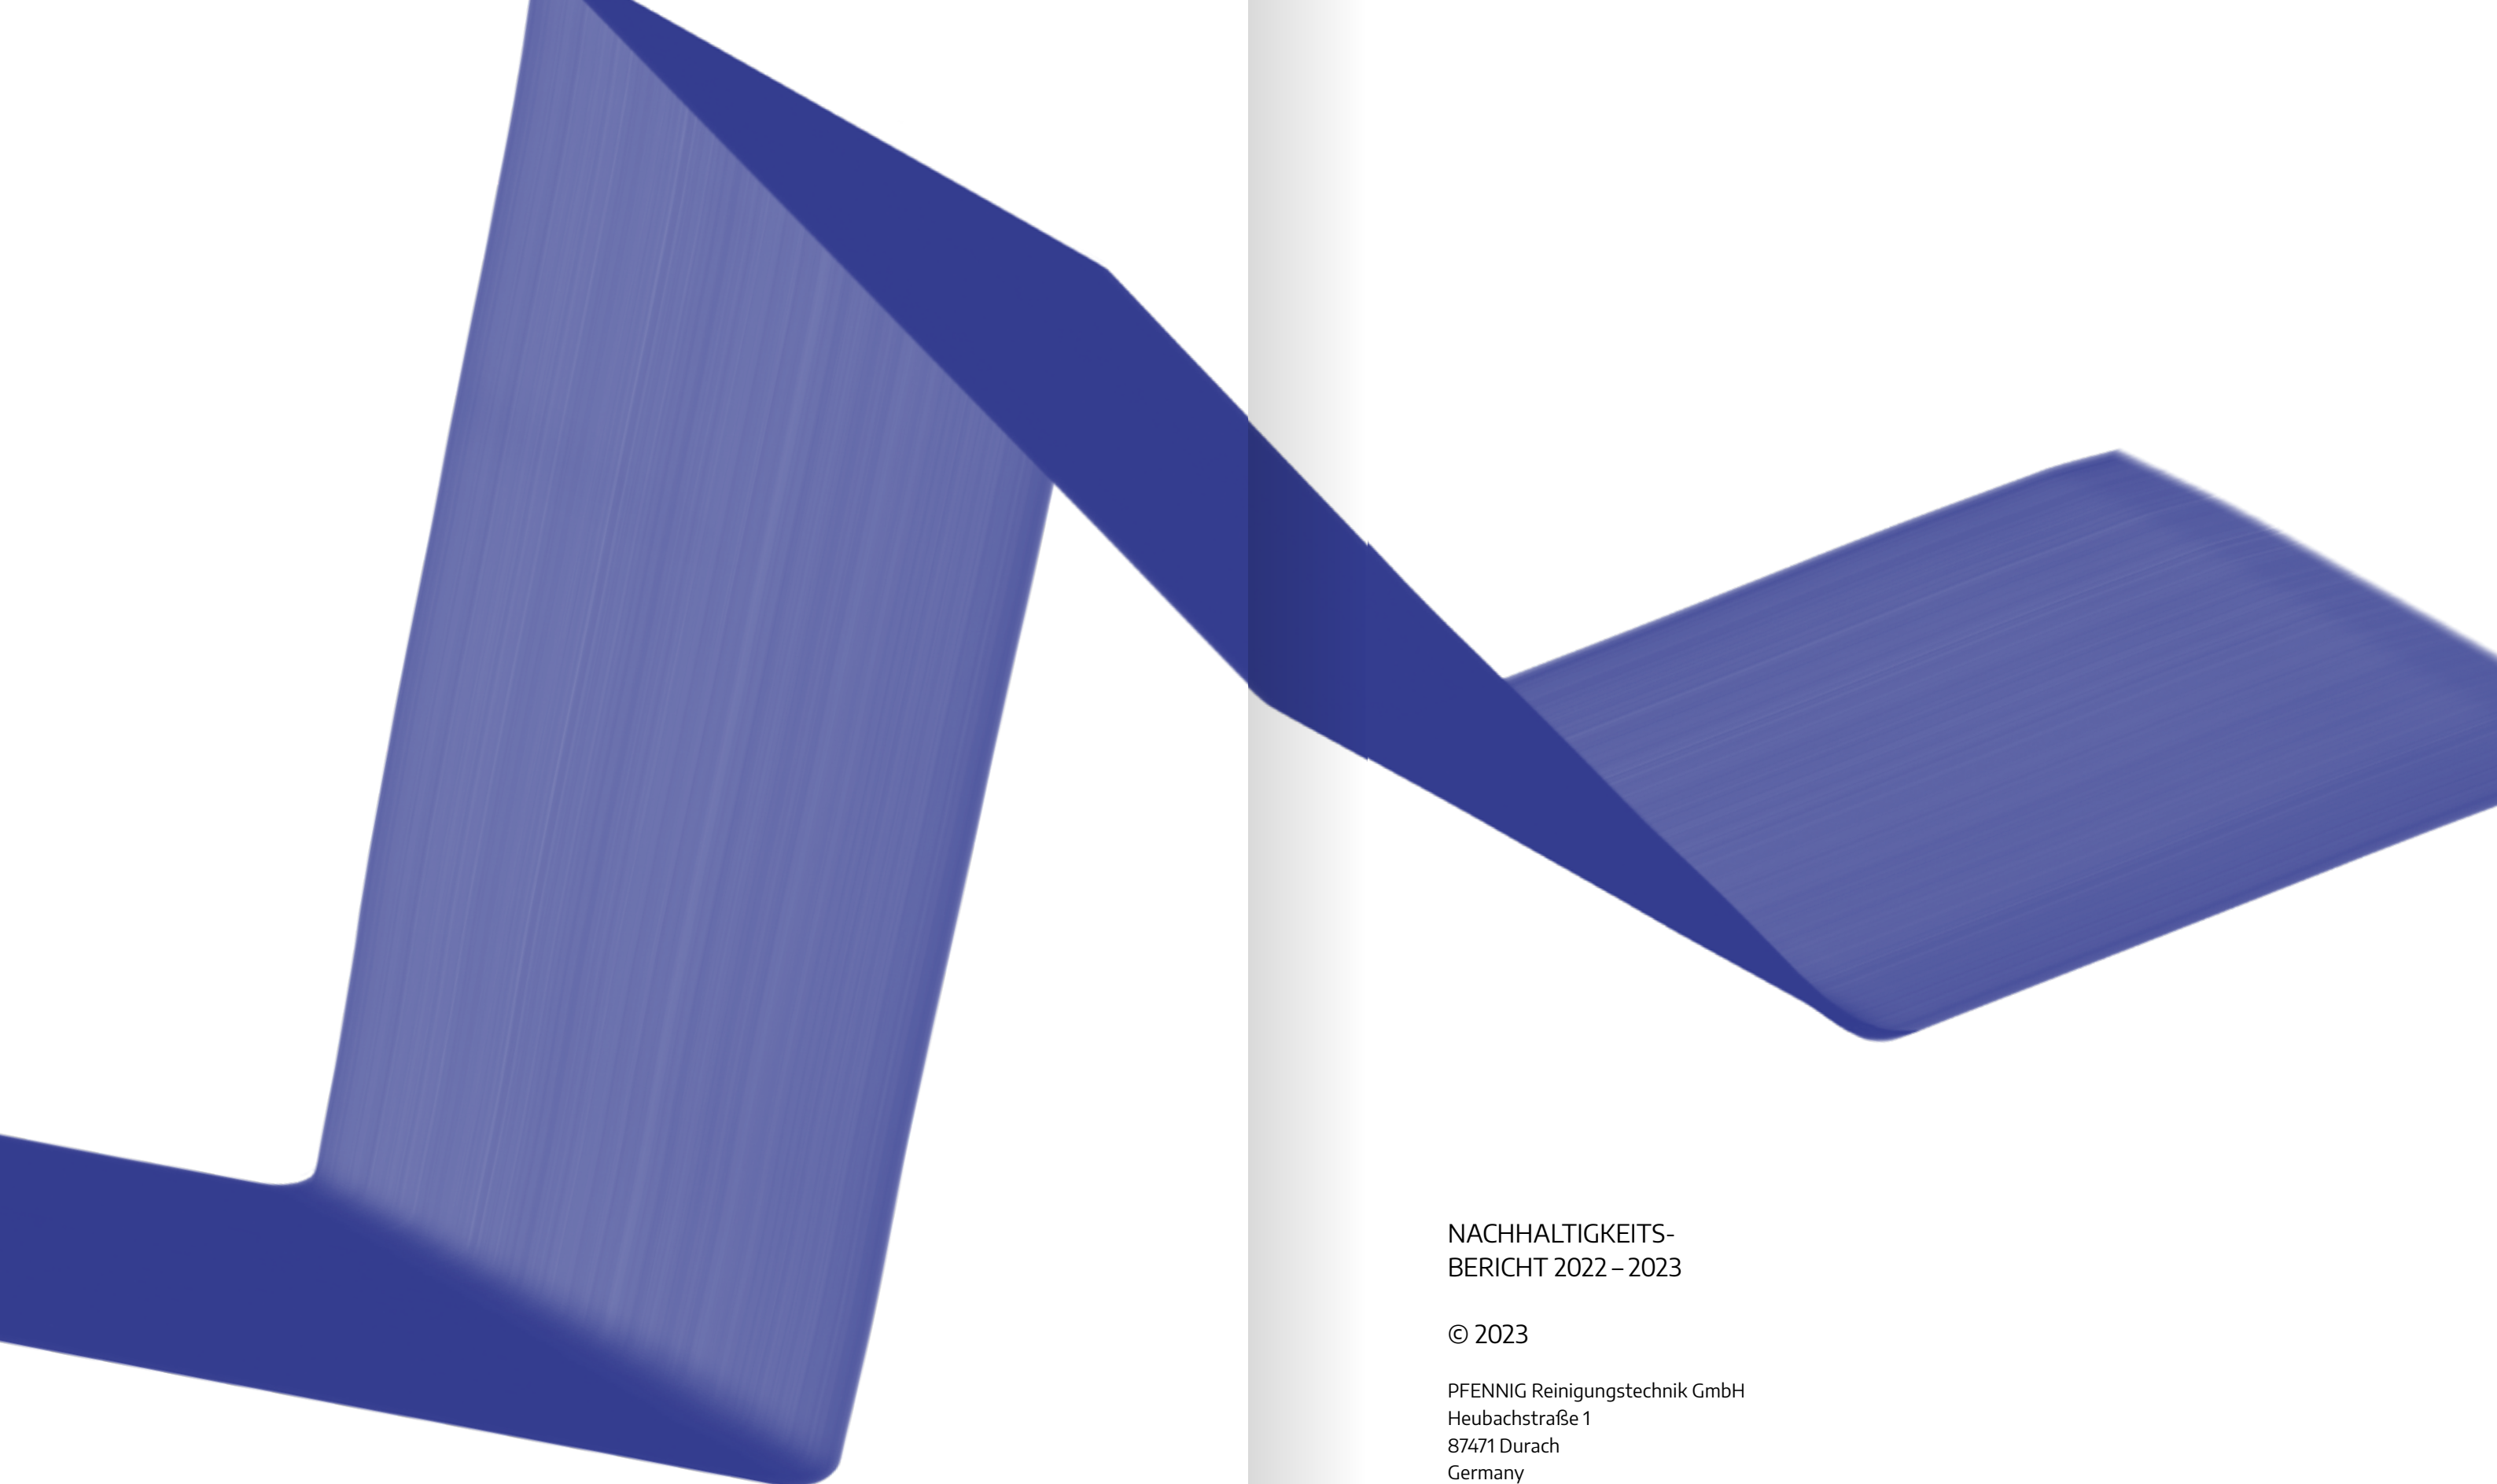 NACHHALTIGKEITS-
BERICHT 2022 – 2023
© 2023
PFENNIG Reinigungstechnik GmbH
Heubachstraße 1
87471 Durach
Germany